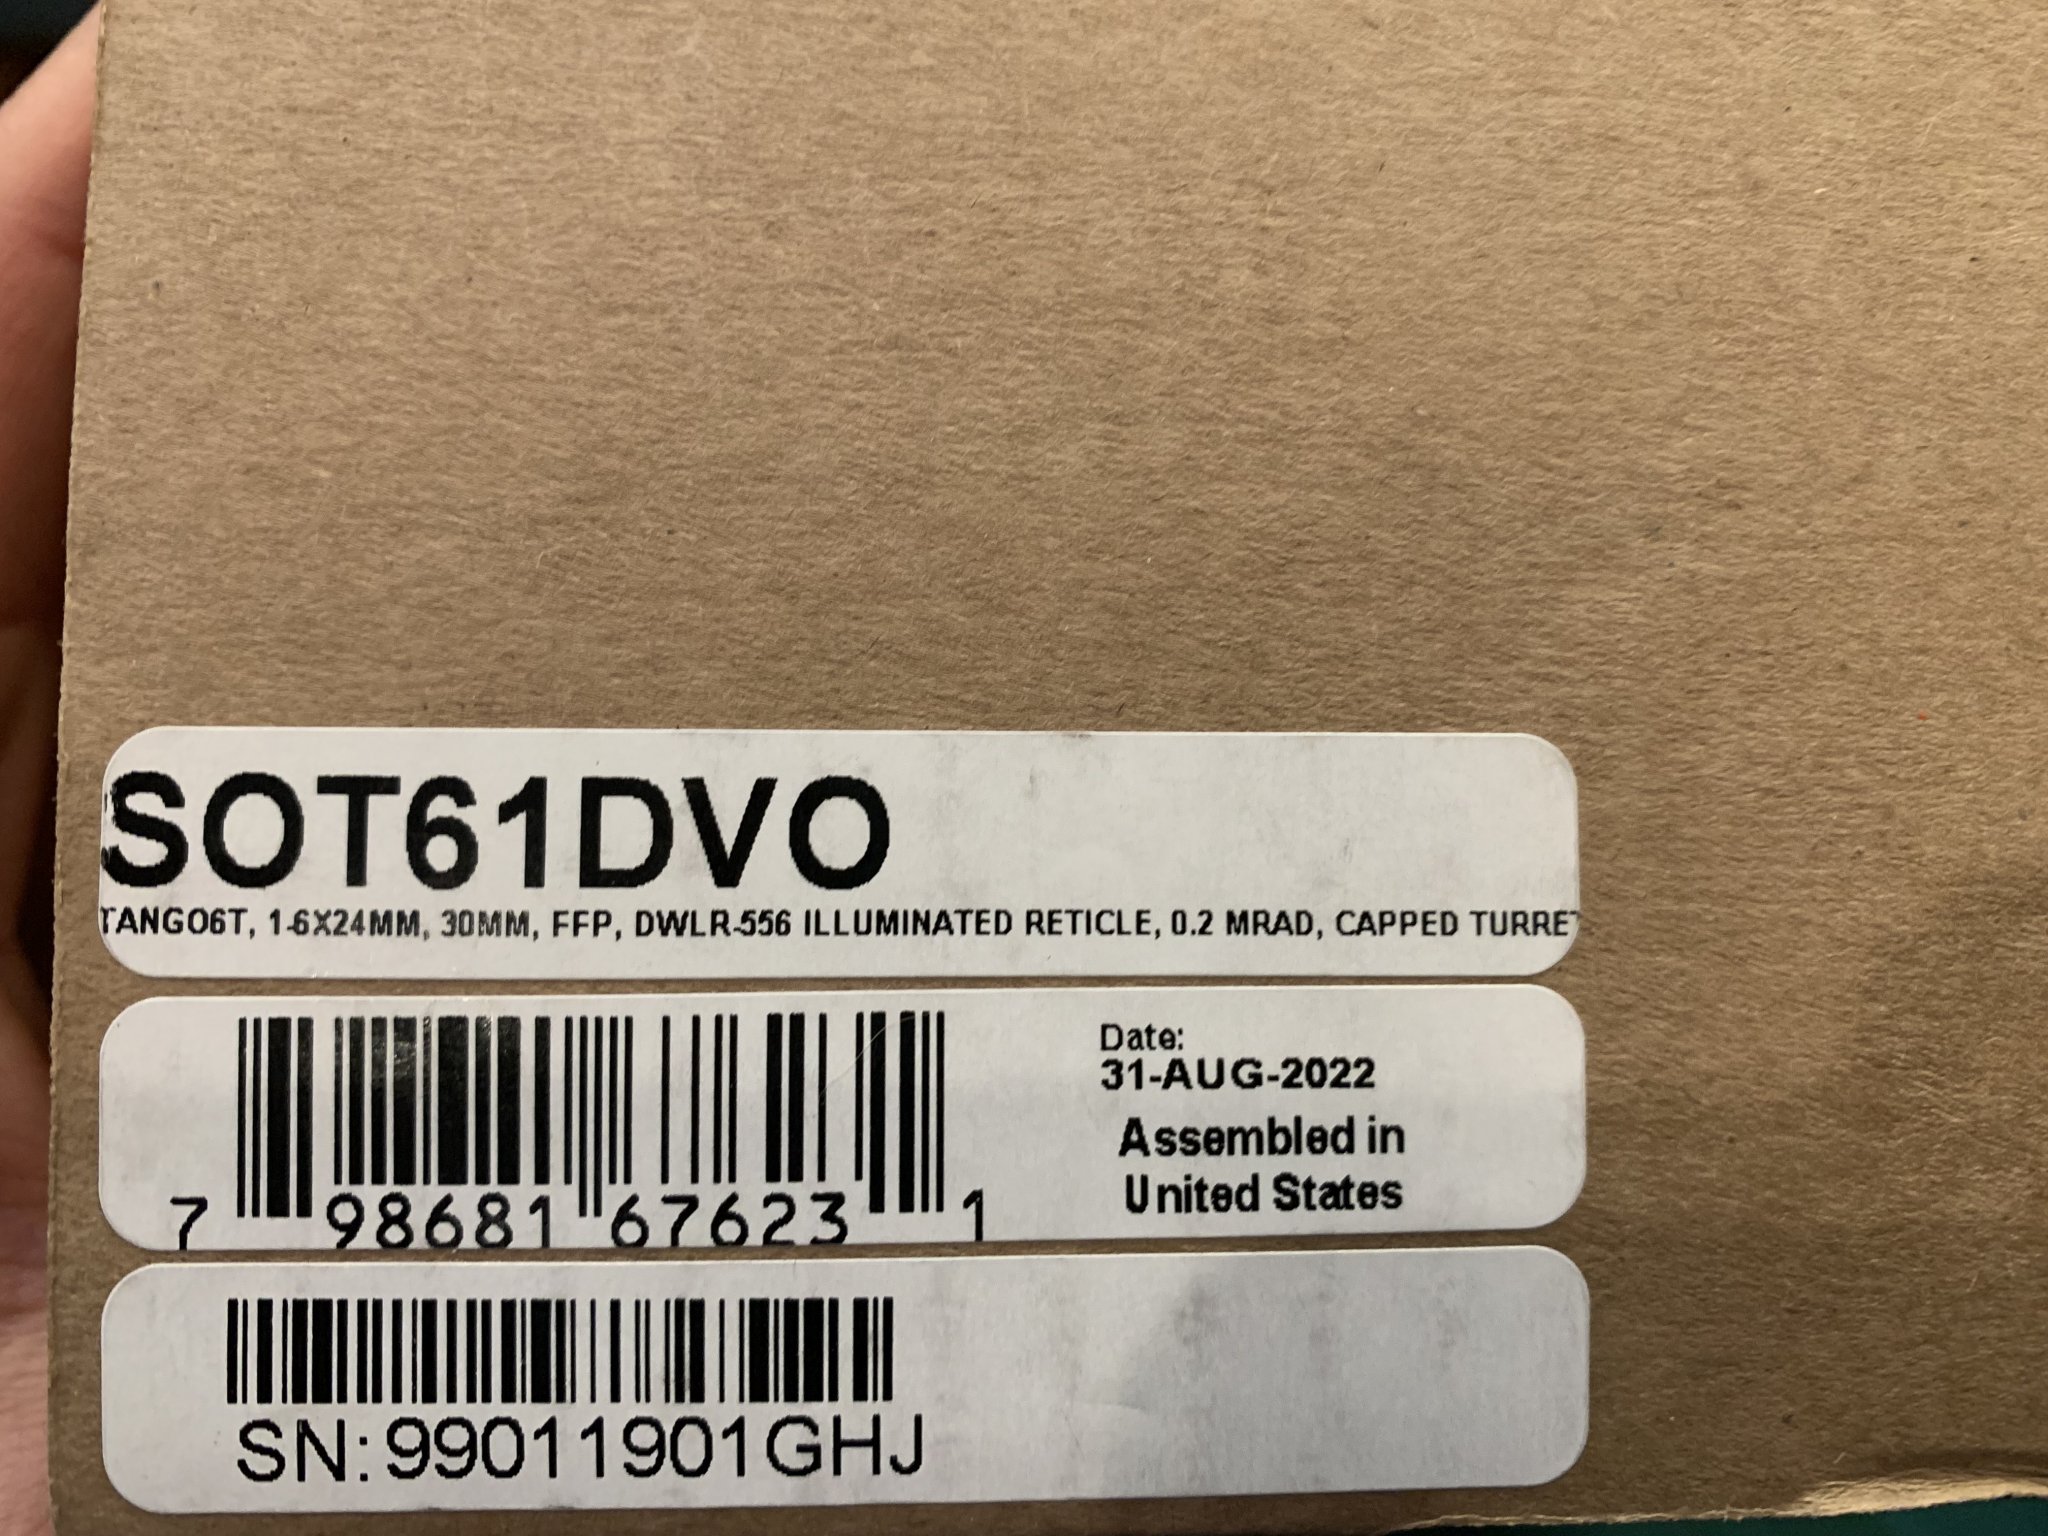 SOT61DVO
TANGO6T, 1-6X24MM, 30MM, FFP, DWLR-556 ILLUMINATED RETICLE, 0.2 MRAD, CAPPED TURRET
7 98681 67623 1
Date:
31-AUG-2022
Assembled in
United States
SN:99011901GHJ